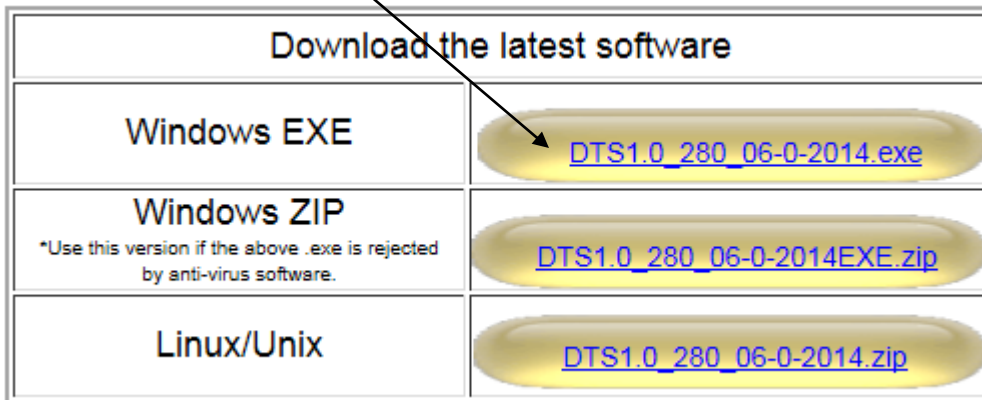 Download the latest software
Windows EXE
DTS1.0_280_06-0-2014.exe
Windows ZIP
*Use this version if the above .exe is rejected
by anti-virus software.
DTS1.0_280_06-0-2014EXE.zip
Linux/Unix
DTS1.0_280_06-0-2014.zip